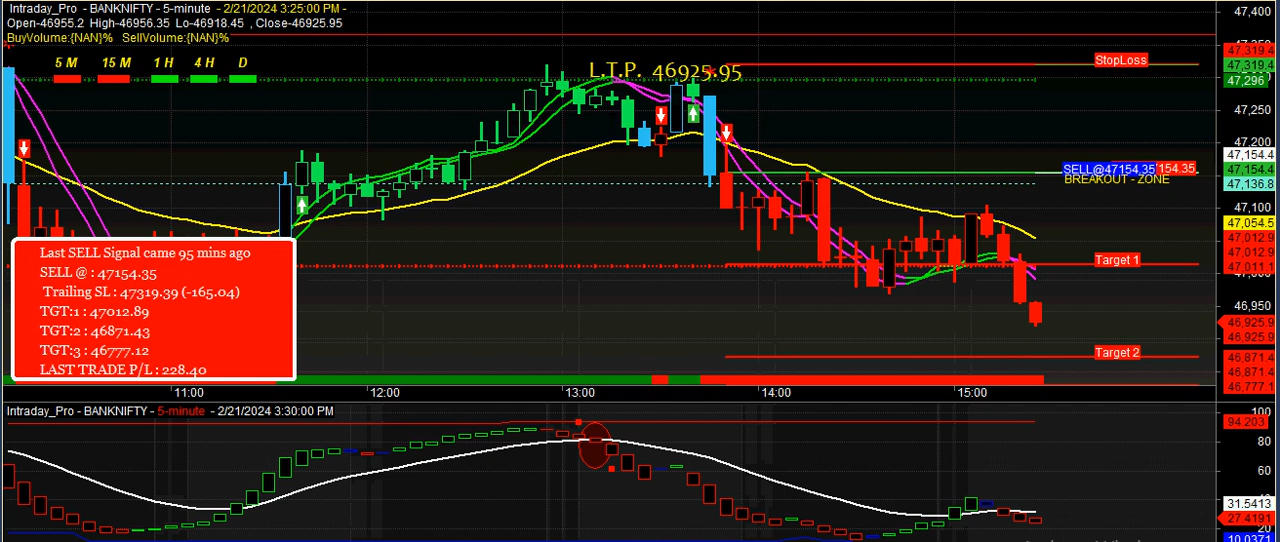 Intraday_Pro - BANKNIFTY - 5-minute - 2/21/2024 3:25:00 PM -
Open-46955.2 High-46956.35 Lo-46918.45 , Close-46925.95
BuyVolume:{NAN}% SellVolume:{NAN}%
5 M 15 M 1 H 4 H D
L.T.P. 46925.95
StopLoss
SELL@47154.35
154.35
BREAKOUT - ZONE
Target 1
Target 2
Last SELL Signal came 95 mins ago
SELL @ : 47154.35
Trailing SL : 47319.39 (-165.04)
TGT:1 : 47012.89
TGT:2 : 46871.43
TGT:3 : 46777.12
LAST TRADE P/L : 228.40
47,400
47,319.4
47,319.4
47,296
47,250
47,200
47,154.4
47,154.4
47,136.8
47,100
47,054.5
47,012.9
47,011.1
46,950
46,925.9
46,925.9
46,871.4
46,871.4
46,777.1
11:00 12:00 13:00 14:00 15:00
Intraday_Pro - BANKNIFTY - 5-minute - 2/21/2024 3:30:00 PM
100
94.203
80
60
31.5413
27.4191
20
10.0371